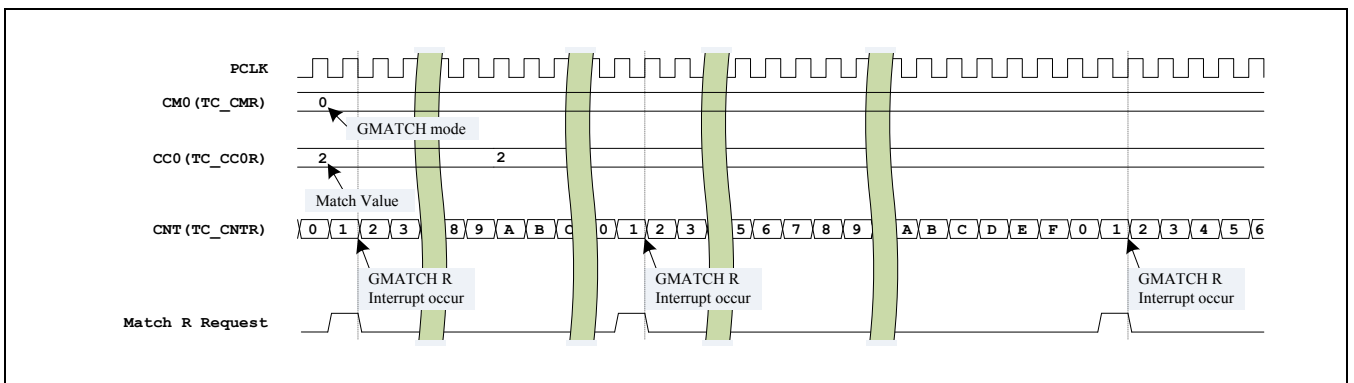 PCLK
CM0(TC_CMR) 0
GMATCH mode
CC0(TC_CC0R) 2 2
Match Value
CNT(TC_CNTR) 0 1 2 3 8 9 A B C 0 1 2 3 5 6 7 8 9 A B C D E F 0 1 2 3 4 5 6
GMATCH R GMATCH R GMATCH R
Interrupt occur Interrupt occur Interrupt occur
Match R Request